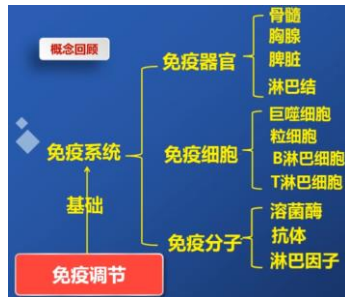 概念回顾
骨髓
胸腺
脾脏
淋巴结
免疫器官
巨噬细胞
粒细胞
B淋巴细胞
T淋巴细胞
免疫系统
免疫细胞
基础
溶菌酶
抗体
淋巴因子
免疫分子
免疫调节